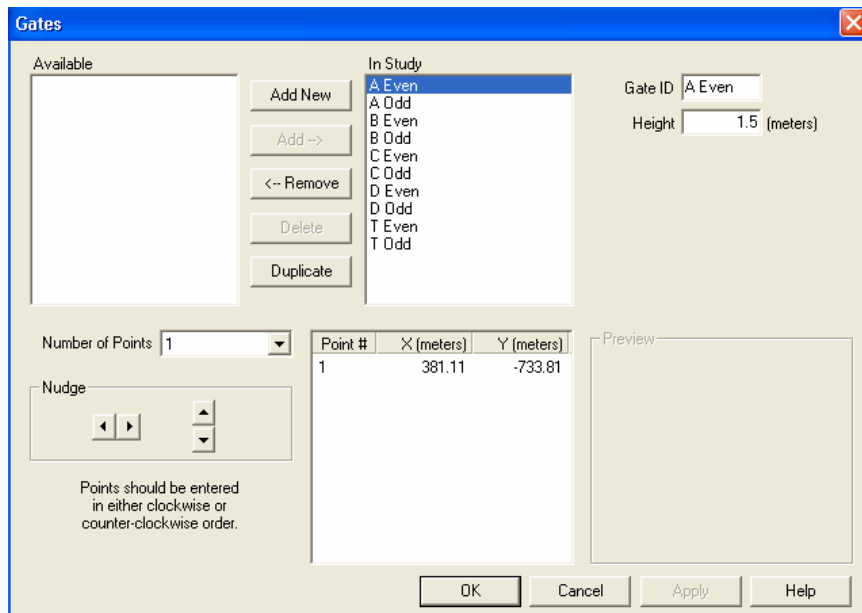 Gates
Available
In Study
Add New
Add -->
<-- Remove
Delete
Duplicate
A Even
A Odd
B Even
B Odd
C Even
C Odd
D Even
D Odd
T Even
T Odd
Gate ID A Even
Height 1.5 (meters)
Number of Points 1
Nudge
Points should be entered
in either clockwise or
counter-clockwise order.
Point # X (meters) Y (meters)
1 381.11 -733.81
Preview
OK Cancel Apply Help